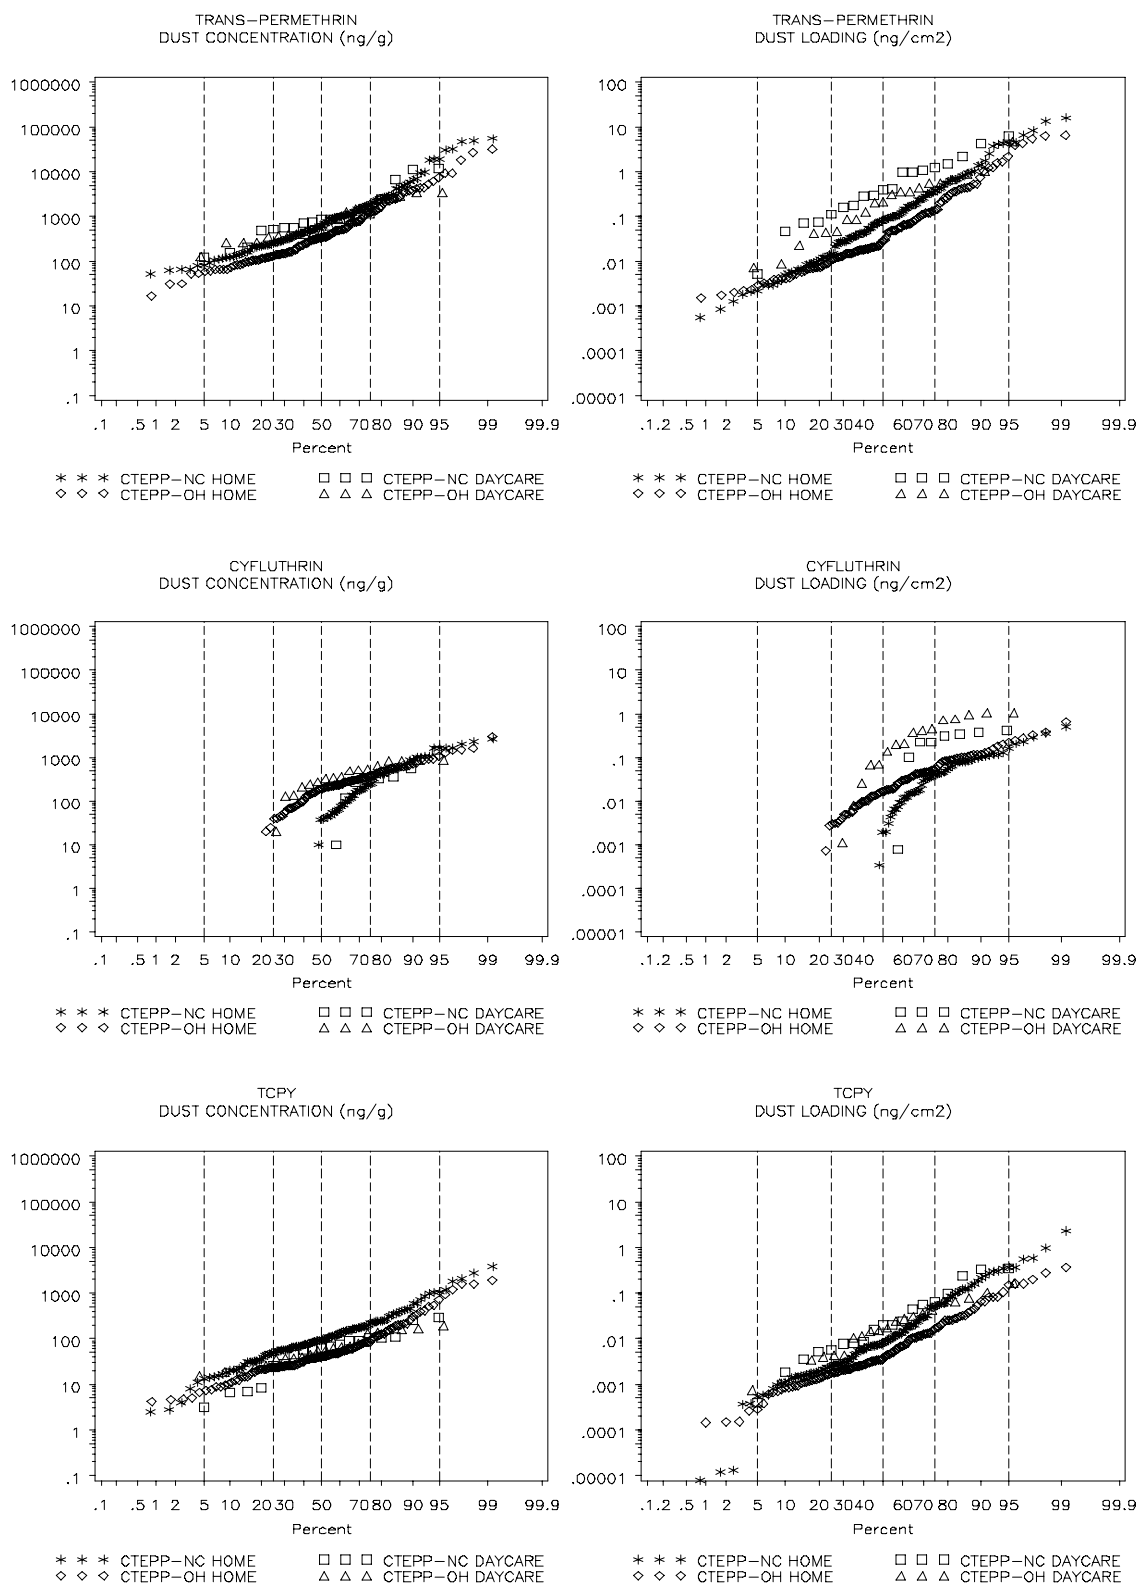 TRANS-PERMETHRIN
DUST CONCENTRATION (ng/g)
1000000
100000
10000
1000
100
10
1
.1
.1 .5 1 2 5 10 20 30 50 70 80 90 95 99 99.9
Percent
* * * CTEPP-NC HOME □ □ □ CTEPP-NC DAYCARE
◇ ◇ ◇ CTEPP-OH HOME △ △ △ CTEPP-OH DAYCARE
TRANS-PERMETHRIN
DUST LOADING (ng/cm2)
100
10
1
.1
.01
.001
.0001
.00001
.1 .2 .5 1 2 5 10 20 30 40 60 70 80 90 95 99 99.9
Percent
* * * CTEPP-NC HOME □ □ □ CTEPP-NC DAYCARE
◇ ◇ ◇ CTEPP-OH HOME △ △ △ CTEPP-OH DAYCARE
CYFLUTHRIN
DUST CONCENTRATION (ng/g)
1000000
100000
10000
1000
100
10
1
.1
.1 .5 1 2 5 10 20 30 50 70 80 90 95 99 99.9
Percent
* * * CTEPP-NC HOME □ □ □ CTEPP-NC DAYCARE
◇ ◇ ◇ CTEPP-OH HOME △ △ △ CTEPP-OH DAYCARE
CYFLUTHRIN
DUST LOADING (ng/cm2)
100
10
1
.1
.01
.001
.0001
.00001
.1 .2 .5 1 2 5 10 20 30 40 60 70 80 90 95 99 99.9
Percent
* * * CTEPP-NC HOME □ □ □ CTEPP-NC DAYCARE
◇ ◇ ◇ CTEPP-OH HOME △ △ △ CTEPP-OH DAYCARE
TCPY
DUST CONCENTRATION (ng/g)
1000000
100000
10000
1000
100
10
1
.1
.1 .5 1 2 5 10 20 30 50 70 80 90 95 99 99.9
Percent
* * * CTEPP-NC HOME □ □ □ CTEPP-NC DAYCARE
◇ ◇ ◇ CTEPP-OH HOME △ △ △ CTEPP-OH DAYCARE
TCPY
DUST LOADING (ng/cm2)
100
10
1
.1
.01
.001
.0001
.00001
.1 .2 .5 1 2 5 10 20 30 40 60 70 80 90 95 99 99.9
Percent
* * * CTEPP-NC HOME □ □ □ CTEPP-NC DAYCARE
◇ ◇ ◇ CTEPP-OH HOME △ △ △ CTEPP-OH DAYCARE